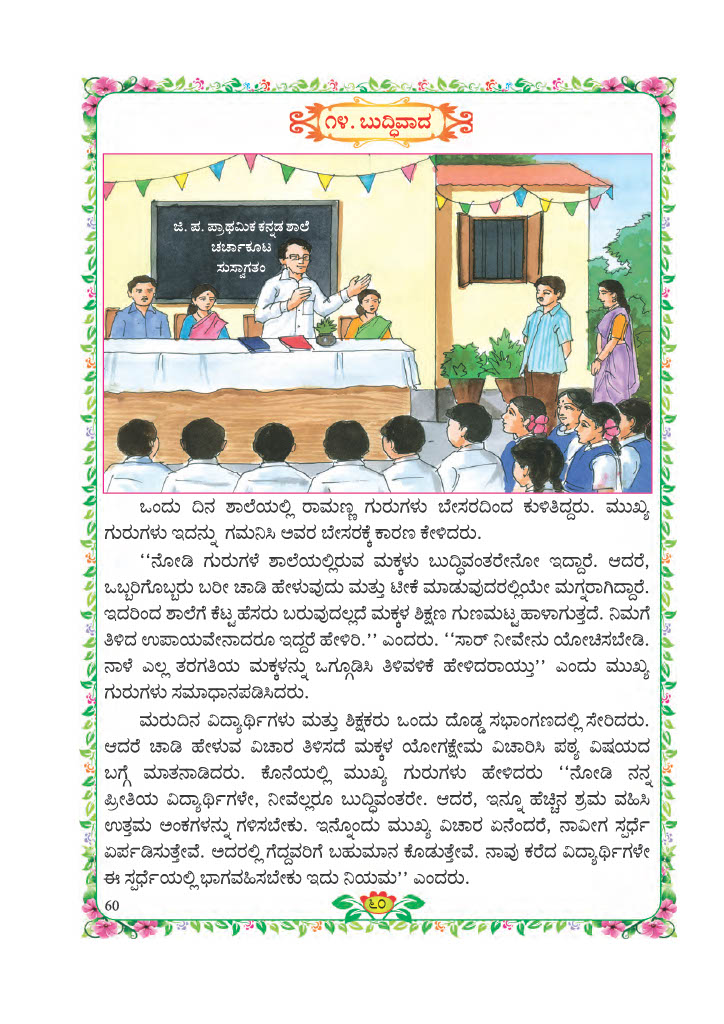 ೧೪. ಬುದ್ಧಿವಾದ
ಜಿ. ಪ. ಪ್ರಾಥಮಿಕ ಕನ್ನಡ ಶಾಲೆ
ಚರ್ಚಾಕೂಟ
ಸುಸ್ವಾಗತಂ
ಒಂದು ದಿನ ಶಾಲೆಯಲ್ಲಿ ರಾಮಣ್ಣ ಗುರುಗಳು ಬೇಸರದಿಂದ ಕುಳಿತಿದ್ದರು. ಮುಖ್ಯ
ಗುರುಗಳು ಇದನ್ನು ಗಮನಿಸಿ ಅವರ ಬೇಸರಕ್ಕೆ ಕಾರಣ ಕೇಳಿದರು.
‘‘ನೋಡಿ ಗುರುಗಳೆ ಶಾಲೆಯಲ್ಲಿರುವ ಮಕ್ಕಳು ಬುದ್ಧಿವಂತರೇನೋ ಇದ್ದಾರೆ. ಆದರೆ,
ಒಬ್ಬರಿಗೊಬ್ಬರು ಬರೀ ಚಾಡಿ ಹೇಳುವುದು ಮತ್ತು ಟೀಕೆ ಮಾಡುವುದರಲ್ಲಿಯೇ ಮಗ್ನರಾಗಿದ್ದಾರೆ.
ಇದರಿಂದ ಶಾಲೆಗೆ ಕೆಟ್ಟ ಹೆಸರು ಬರುವುದಲ್ಲದೆ ಮಕ್ಕಳ ಶಿಕ್ಷಣ ಗುಣಮಟ್ಟ ಹಾಳಾಗುತ್ತದೆ. ನಿಮಗೆ
ತಿಳಿದ ಉಪಾಯವೇನಾದರೂ ಇದ್ದರೆ ಹೇಳಿರಿ.’’ ಎಂದರು. ‘‘ಸಾರ್ ನೀವೇನು ಯೋಚಿಸಬೇಡಿ.
ನಾಳೆ ಎಲ್ಲ ತರಗತಿಯ ಮಕ್ಕಳನ್ನು ಒಗ್ಗೂಡಿಸಿ ತಿಳಿವಳಿಕೆ ಹೇಳಿದರಾಯ್ತು’’ ಎಂದು ಮುಖ್ಯ
ಗುರುಗಳು ಸಮಾಧಾನಪಡಿಸಿದರು.
ಮರುದಿನ ವಿದ್ಯಾರ್ಥಿಗಳು ಮತ್ತು ಶಿಕ್ಷಕರು ಒಂದು ದೊಡ್ಡ ಸಭಾಂಗಣದಲ್ಲಿ ಸೇರಿದರು.
ಆದರೆ ಚಾಡಿ ಹೇಳುವ ವಿಚಾರ ತಿಳಿಸದೆ ಮಕ್ಕಳ ಯೋಗಕ್ಷೇಮ ವಿಚಾರಿಸಿ ಪಠ್ಯ ವಿಷಯದ
ಬಗ್ಗೆ ಮಾತನಾಡಿದರು. ಕೊನೆಯಲ್ಲಿ ಮುಖ್ಯ ಗುರುಗಳು ಹೇಳಿದರು ‘‘ನೋಡಿ ನನ್ನ
ಪ್ರೀತಿಯ ವಿದ್ಯಾರ್ಥಿಗಳೇ, ನೀವೆಲ್ಲರೂ ಬುದ್ಧಿವಂತರೇ. ಆದರೆ, ಇನ್ನೂ ಹೆಚ್ಚಿನ ಶ್ರಮ ವಹಿಸಿ
ಉತ್ತಮ ಅಂಕಗಳನ್ನು ಗಳಿಸಬೇಕು. ಇನ್ನೊಂದು ಮುಖ್ಯ ವಿಚಾರ ಏನೆಂದರೆ, ನಾವೀಗ ಸ್ಪರ್ಧೆ
ಏರ್ಪಡಿಸುತ್ತೇವೆ. ಅದರಲ್ಲಿ ಗೆದ್ದವರಿಗೆ ಬಹುಮಾನ ಕೊಡುತ್ತೇವೆ. ನಾವು ಕರೆದ ವಿದ್ಯಾರ್ಥಿಗಳೇ
ಈ ಸ್ಪರ್ಧೆಯಲ್ಲಿ ಭಾಗವಹಿಸಬೇಕು ಇದು ನಿಯಮ’’ ಎಂದರು.
60
೬೦